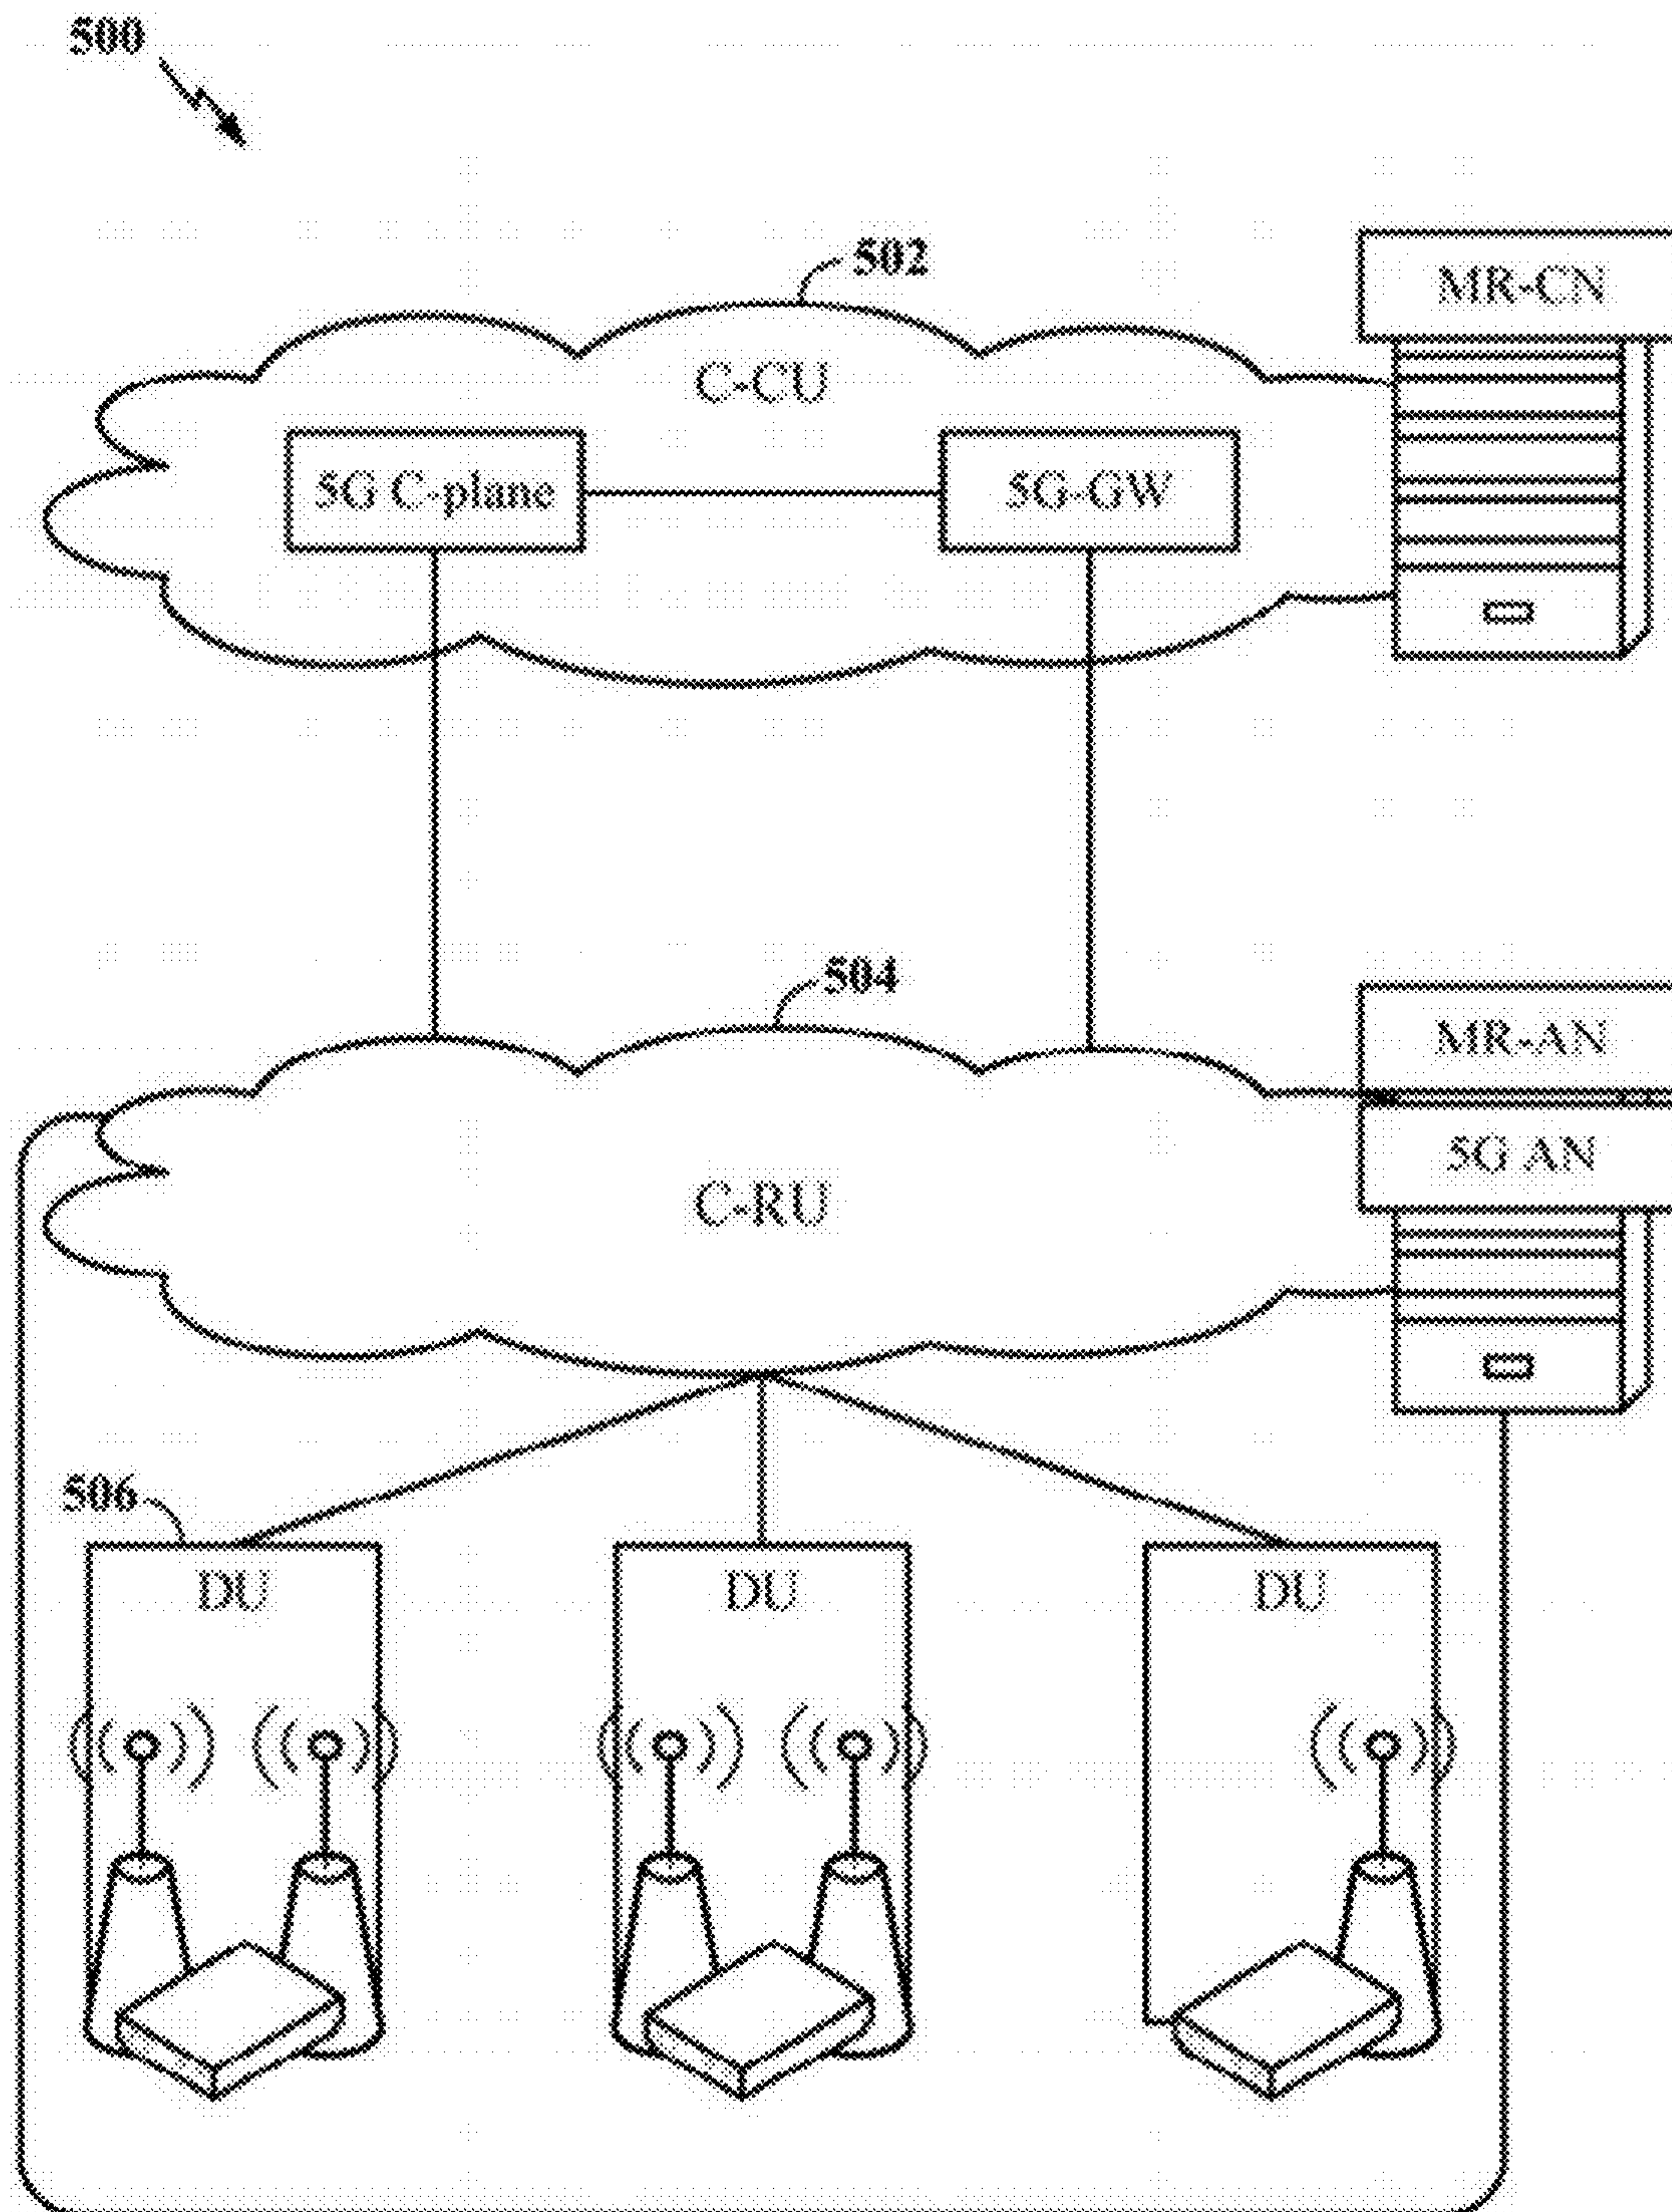 500
502
MR-CN
C-CU
5G C-plane
5G-GW
504
MR-AN
5G AN
C-RU
506
DU
DU
DU